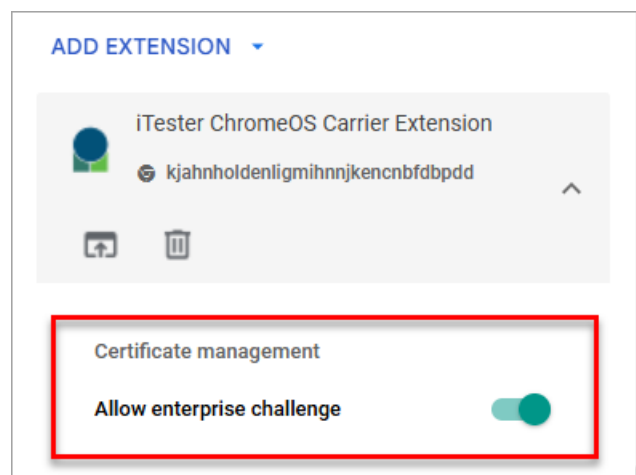 ADD EXTENSION
iTester ChromeOS Carrier Extension
kjahnholdenligmihnnjkencnbfdbpdd
Certificate management
Allow enterprise challenge